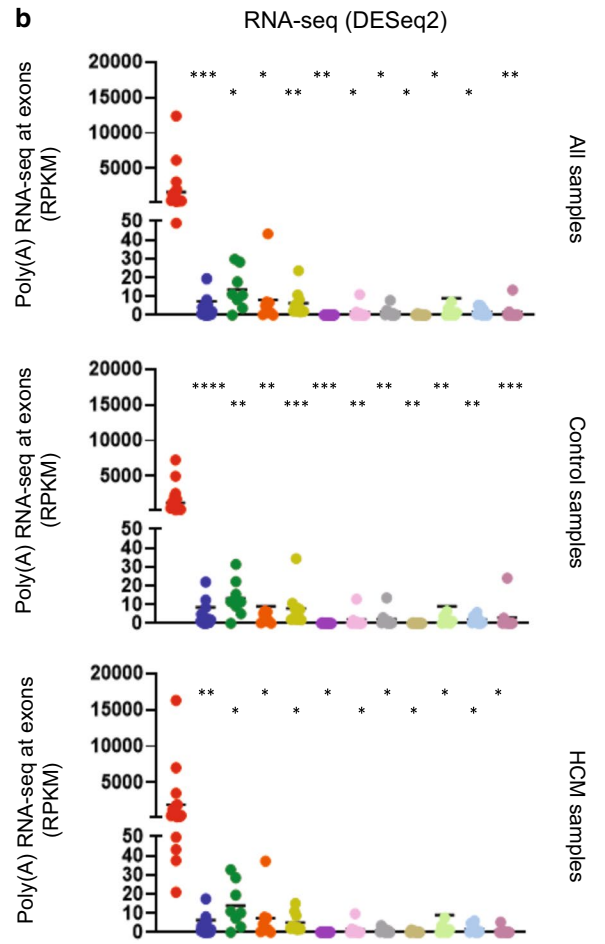 b
RNA-seq (DESeq2)
Poly(A) RNA-seq at exons
(RPKM)
20000
15000
10000
5000
50
40
30
20
10
0
*** * * ** ** * * * * * **
All samples
Poly(A) RNA-seq at exons
(RPKM)
20000
15000
10000
5000
50
40
30
20
10
0
**** ** ** *** *** ** ** ** ** ** ***
Control samples
Poly(A) RNA-seq at exons
(RPKM)
20000
15000
10000
5000
50
40
30
20
10
0
** * * * * * * * * * *
HCM samples